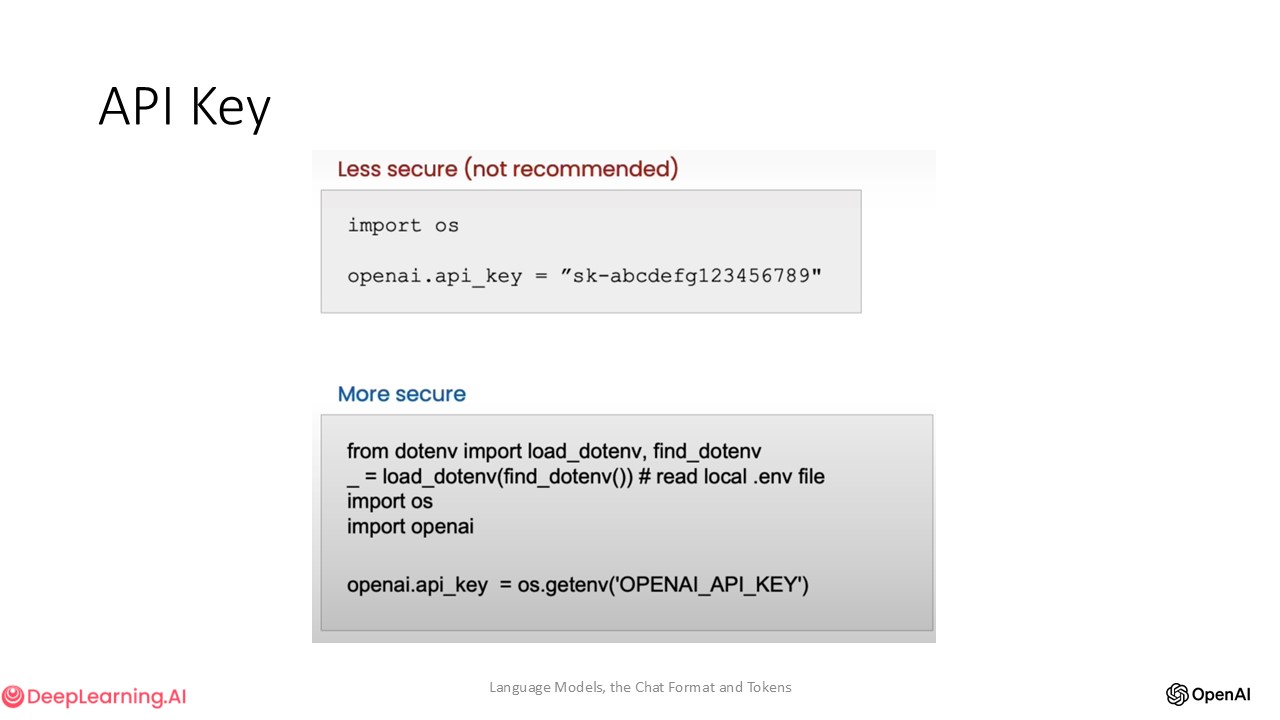 API Key
Less secure (not recommended)
import os
openai.api_key = ”sk-abcdefg123456789"
More secure
from dotenv import load_dotenv, find_dotenv
_ = load_dotenv(find_dotenv()) # read local .env file
import os
import openai
openai.api_key  = os.getenv('OPENAI_API_KEY')
DeepLearning.AI
Language Models, the Chat Format and Tokens
OpenAI